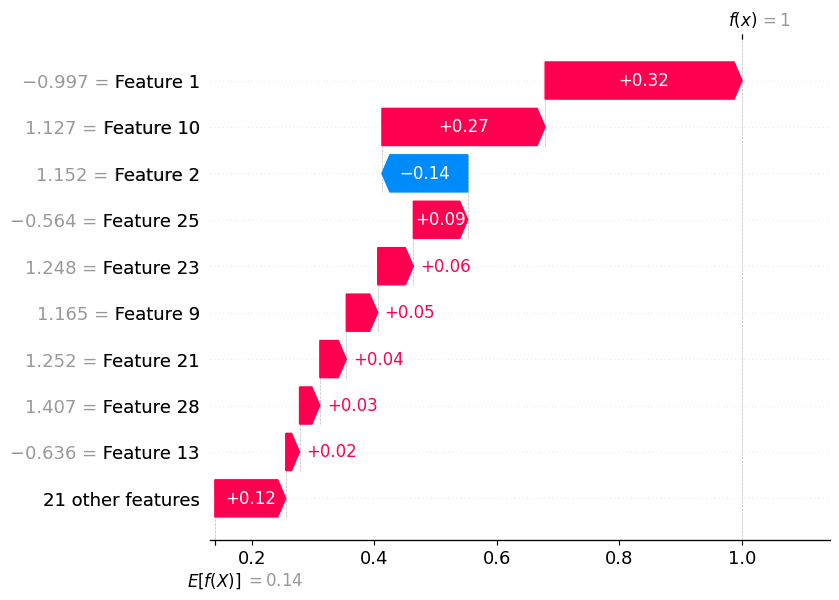 f(x) = 1
−0.997 = Feature 1
+0.32
1.127 = Feature 10
+0.27
1.152 = Feature 2
−0.14
−0.564 = Feature 25
+0.09
1.248 = Feature 23
+0.06
1.165 = Feature 9
+0.05
1.252 = Feature 21
+0.04
1.407 = Feature 28
+0.03
−0.636 = Feature 13
+0.02
21 other features
+0.12
0.2 0.4 0.6 0.8 1.0
E[f(X)] = 0.14